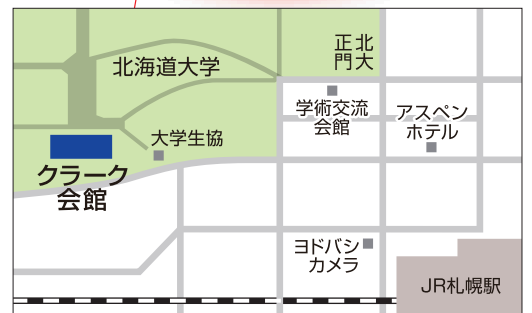 北大
正門
北海道大学
学術交流
会館
アスペン
ホテル
大学生協
クラーク
会館
ヨドバシ
カメラ
JR札幌駅